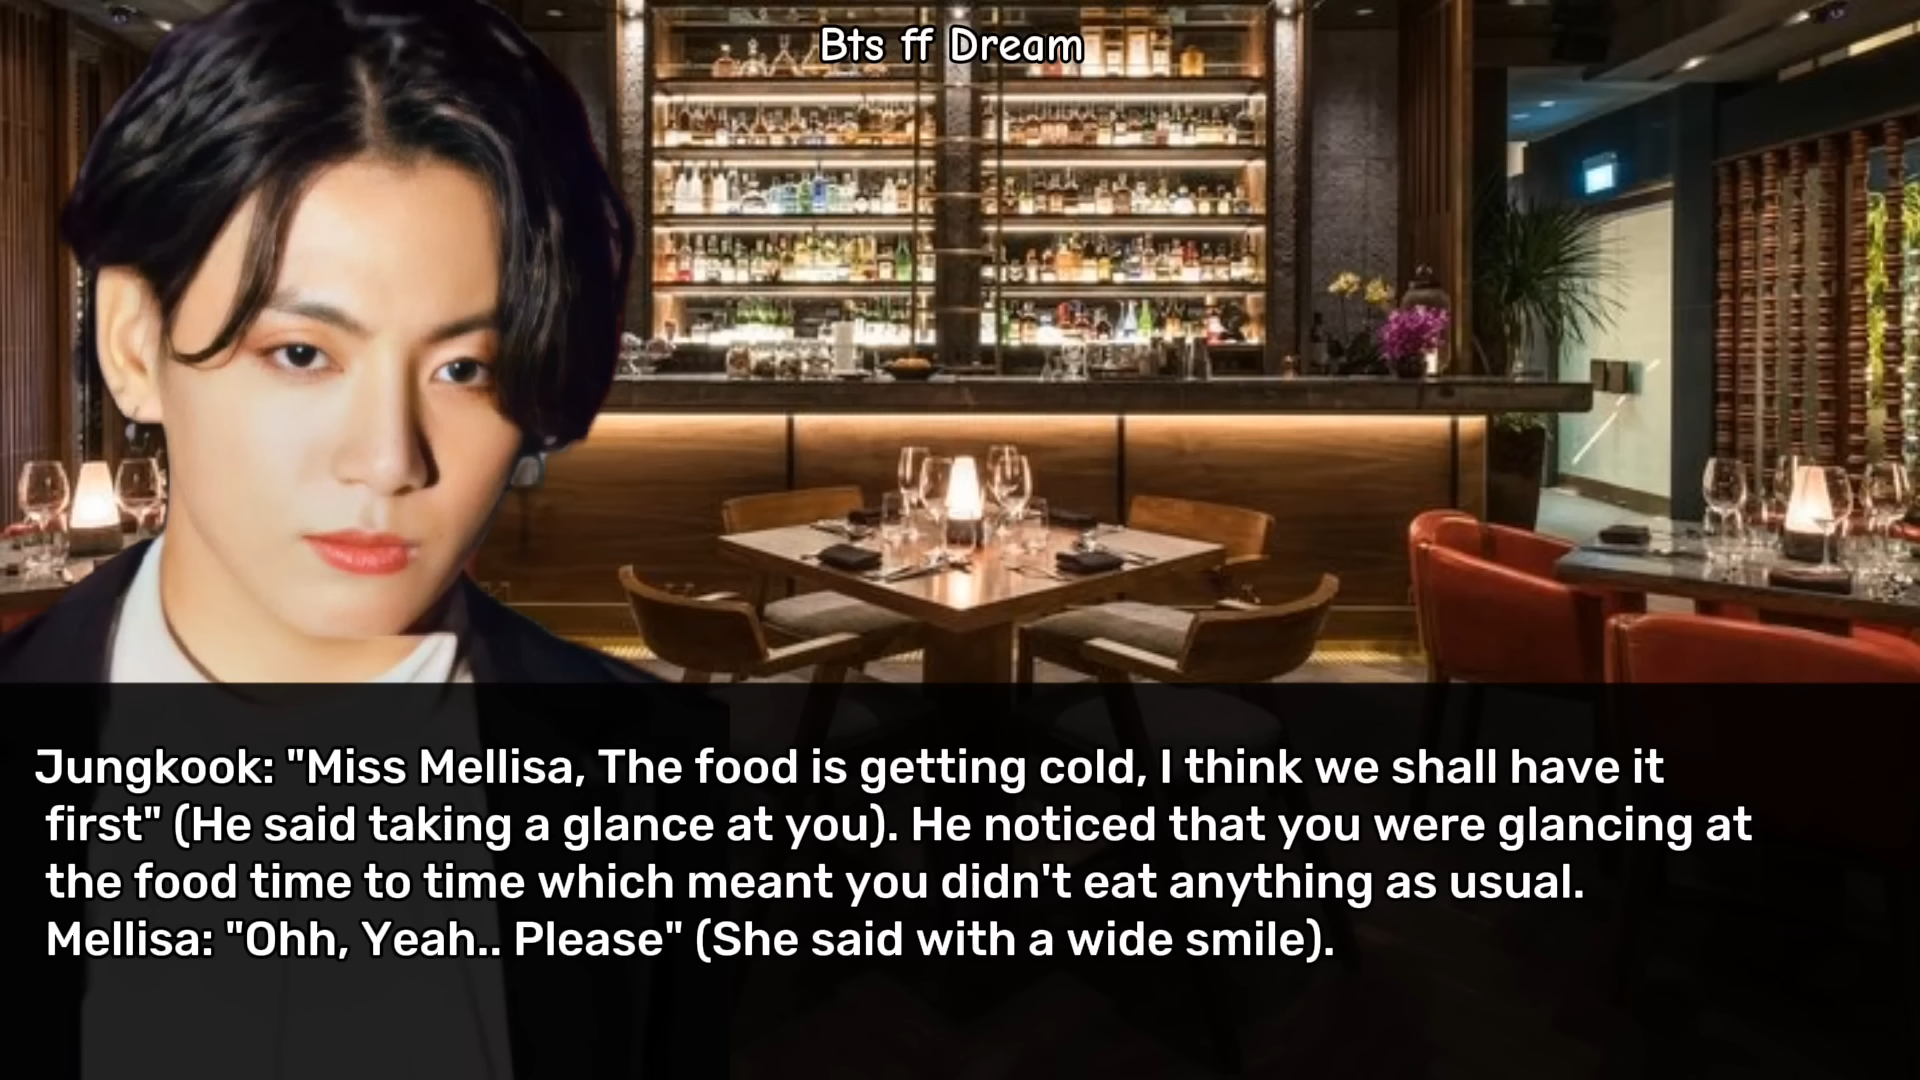 Bts ff Dream
Jungkook: "Miss Mellisa, The food is getting cold, I think we shall have it
first" (He said taking a glance at you). He noticed that you were glancing at
the food time to time which meant you didn't eat anything as usual.
Mellisa: "Ohh, Yeah.. Please" (She said with a wide smile).